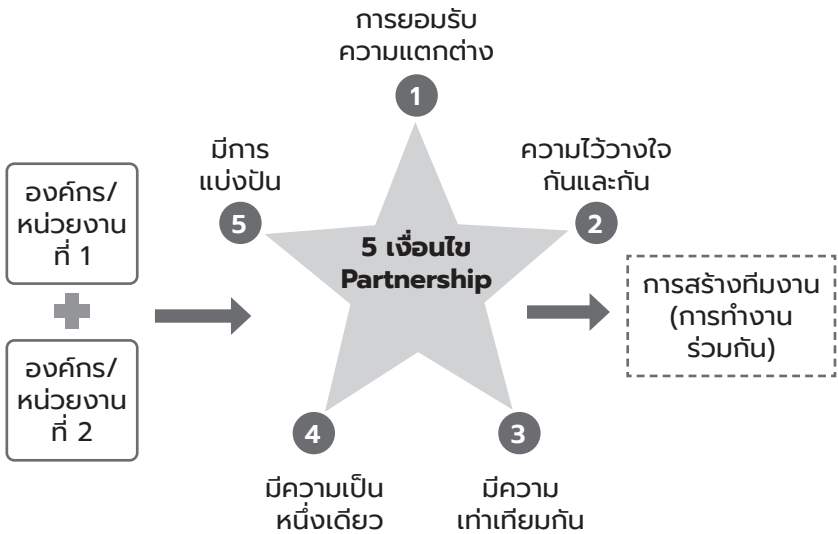 การยอมรับ
ความแตกต่าง
1
ความไว้วางใจ
กันและกัน
2
มีความ
เท่าเทียมกัน
3
มีความเป็น
หนึ่งเดียว
4
มีการ
แบ่งปัน
5
องค์กร/
หน่วยงาน
ที่ 1
องค์กร/
หน่วยงาน
ที่ 2
5 เงื่อนไข
Partnership
การสร้างทีมงาน
(การทำงาน
ร่วมกัน)